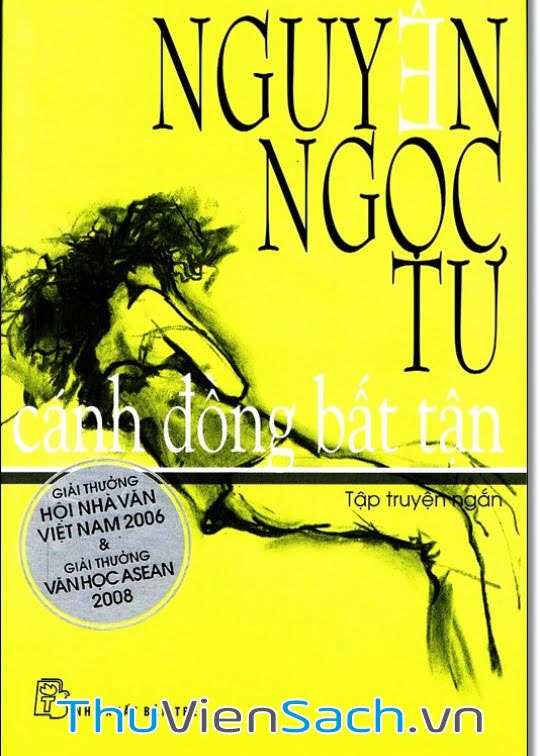 NGUYỄN
NGỌC
TƯ
cánh đồng bất tận
Tập truyện ngắn
GIẢI THƯỞNG
HỘI NHÀ VĂN
VIỆT NAM 2006
&
GIẢI THƯỞNG
VĂN HỌC ASEAN
2008
ThuVienSach.vn